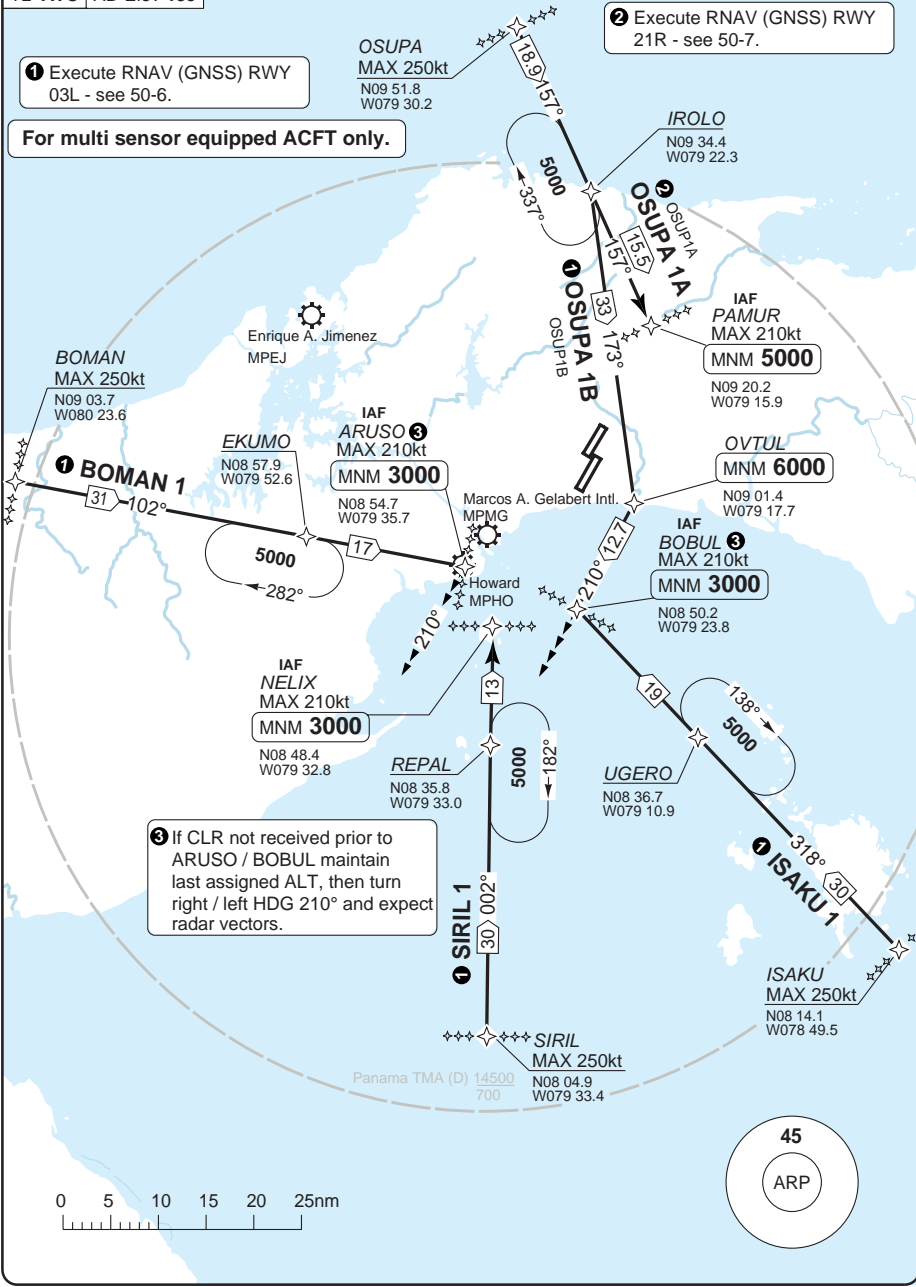 ❷ Execute RNAV (GNSS) RWY
21R - see 50-7.
OSUPA
MAX 250kt
N09 51.8
W079 30.2
❶ Execute RNAV (GNSS) RWY
03L - see 50-6.
For multi sensor equipped ACFT only.
18.9
157°
IROLO
N09 34.4
W079 22.3
5000
337°
❷
OSUPA 1A
OSUP1A
15.5
157°
❶ OSUPA 1B
OSUP1B
33
173°
IAF
PAMUR
MAX 210kt
MNM 5000
N09 20.2
W079 15.9
Enrique A. Jimenez
MPEJ
BOMAN
MAX 250kt
N09 03.7
W080 23.6
❶ BOMAN 1
31
102°
EKUMO
N08 57.9
W079 52.6
5000
282°
17
IAF
ARUSO ❸
MAX 210kt
MNM 3000
N08 54.7
W079 35.7
Marcos A. Gelabert Intl.
MPMG
Howard
MPHO
210°
OVTUL
MNM 6000
N09 01.4
W079 17.7
12.7
210°
IAF
BOBUL ❸
MAX 210kt
MNM 3000
N08 50.2
W079 23.8
IAF
NELIX
MAX 210kt
MNM 3000
N08 48.4
W079 32.8
13
REPAL
N08 35.8
W079 33.0
5000
182°
19
138°
5000
UGERO
N08 36.7
W079 10.9
❸ If CLR not received prior to
ARUSO / BOBUL maintain
last assigned ALT, then turn
right / left HDG 210° and expect
radar vectors.
❶ SIRIL 1
30
002°
318°
30
❶ ISAKU 1
ISAKU
MAX 250kt
N08 14.1
W078 49.5
SIRIL
MAX 250kt
N08 04.9
W079 33.4
Panama TMA (D) 14500
700
45
ARP
0 5 10 15 20 25nm